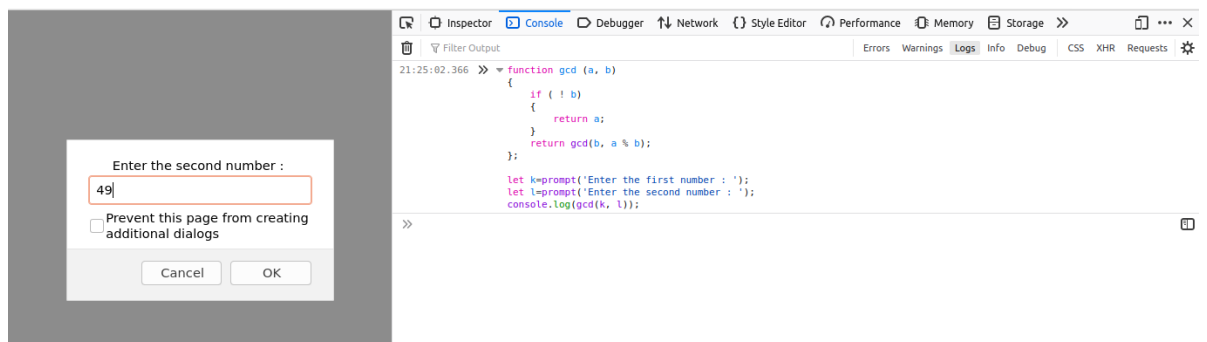 Inspector Console Debugger Network Style Editor Performance Memory Storage
Filter Output Errors Warnings Logs Info Debug CSS XHR Requests
21:25:02.366 function gcd (a, b)
{
if ( ! b)
{
return a;
}
return gcd(b, a % b);
};
let k=prompt('Enter the first number : ');
let l=prompt('Enter the second number : ');
console.log(gcd(k, l));
Enter the second number :
49
Prevent this page from creating
additional dialogs
Cancel OK